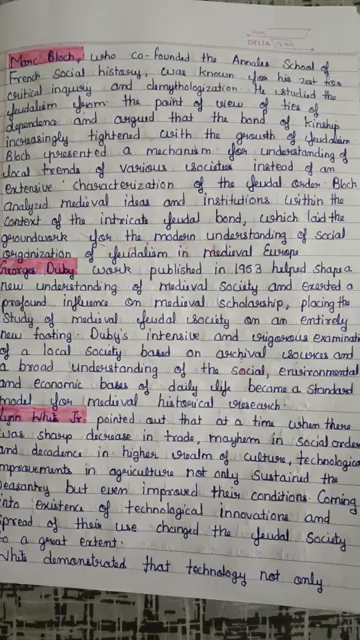 DELTA
Marc Bloch, who co-founded the Annales School of
French Social history, was known for his zest for
critical inquiry and demythologization. He studied the
feudalism from the point of view of ties of
dependence and argued that the bond of kinship
increasingly tightened with the growth of feudalism
Bloch presented a mechanism for understanding of
local trends of various societies instead of an
extensive characterization of the feudal order. Bloch
analyzed medival ideas and institutions within the
context of the intricate feudal bond, which laid the
groundwork for the modern understanding of social
organization of feudalism in medieval Europe
Georges Duby work published in 1953 helped shape a
new understanding of medival society and exerted a
profound influence on medival scholarship, placing the
study of medival feudal society on an entirely
new footing. Duby's intensive and rigorous examinati
of a local society based on archival sources and
a broad understanding of the social, environmental
and economic bases of daily life became a standard
model for medival historical research.
Lynn White Jr. pointed out that at a time when there
was sharp decrease in trade, mayhem in social order
and decadence in higher realm of culture, technological
improvements in agriculture not only sustained the
peasantry but even improved their conditions. Coming
into existence of technological innovations and
spread of their use changed the feudal society
to a great extent.
White demonstrated that technology not only